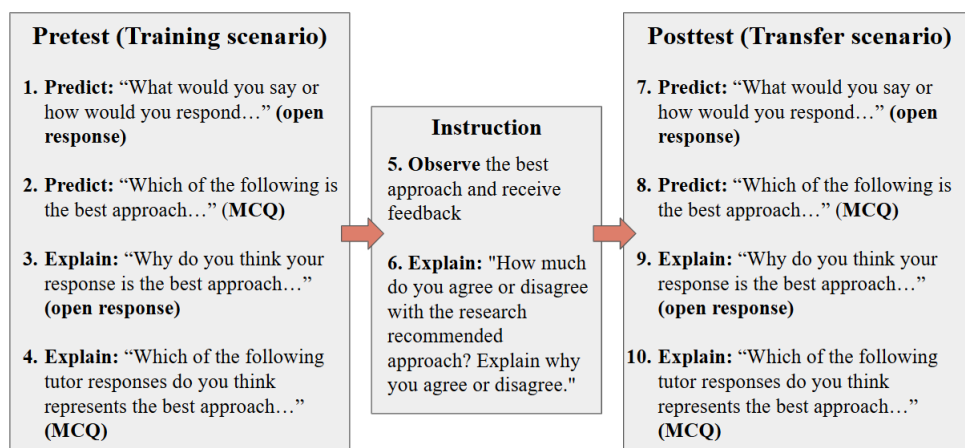 Pretest (Training scenario)
1. Predict: “What would you say or
how would you respond…” (open
response)
2. Predict: “Which of the following is
the best approach…” (MCQ)
3. Explain: “Why do you think your
response is the best approach…”
(open response)
4. Explain: “Which of the following
tutor responses do you think
represents the best approach…”
(MCQ)
Instruction
5. Observe the best
approach and receive
feedback
6. Explain: "How much
do you agree or disagree
with the research
recommended
approach? Explain why
you agree or disagree."
Posttest (Transfer scenario)
7. Predict: “What would you say or
how would you respond…” (open
response)
8. Predict: “Which of the following is
the best approach…” (MCQ)
9. Explain: “Why do you think your
response is the best approach…”
(open response)
10. Explain: “Which of the following
tutor responses do you think
represents the best approach…”
(MCQ)